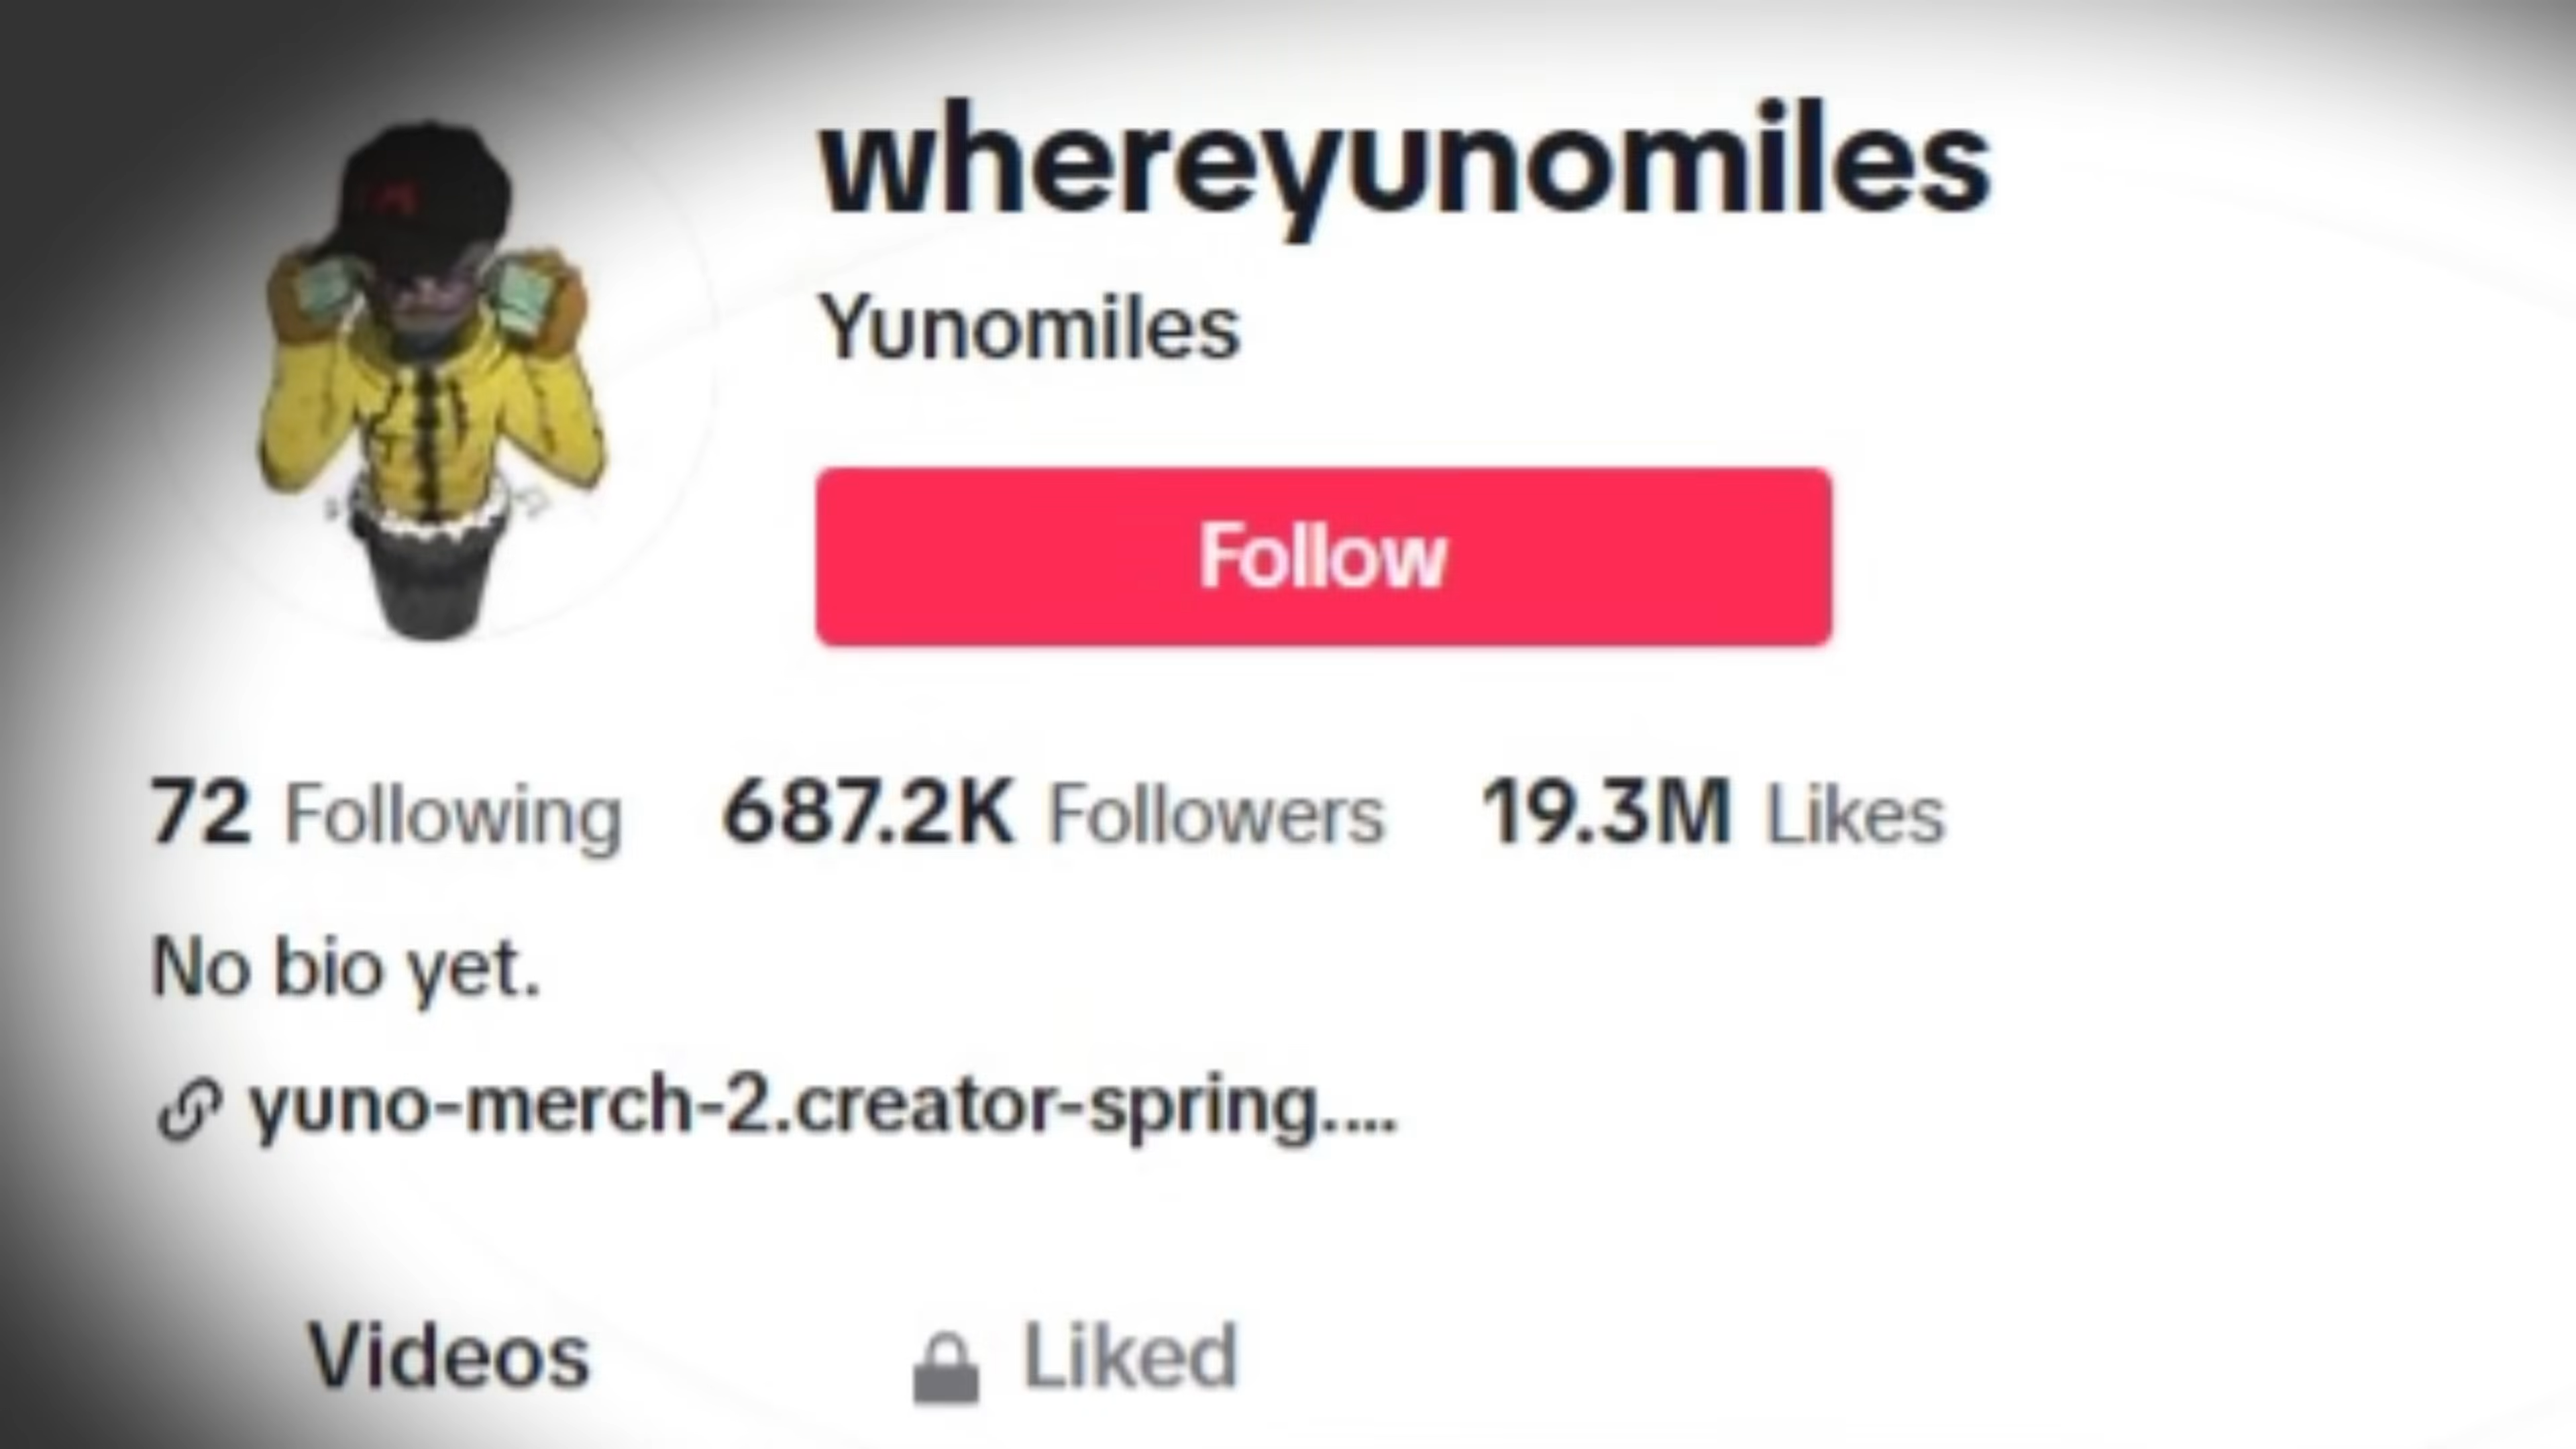 whereyunomiles
Yunomiles
Follow
72 Following 687.2K Followers 19.3M Likes
No bio yet.
yuno-merch-2.creator-spring....
Videos
Liked